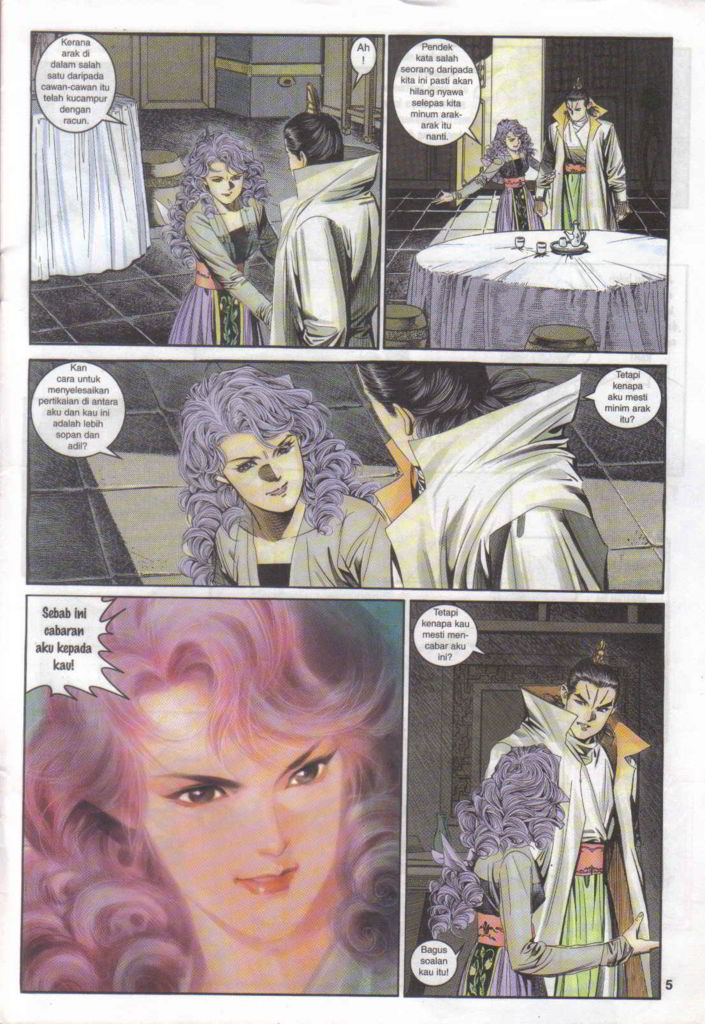 Kerana
arak di
dalam salah
satu daripada
cawan-cawan itu
telah kucampur
dengan
racun.
Ah
!
Pendek
kata salah
seorang daripada
kita ini pasti akan
hilang nyawa
selepas kita
minum arak-
arak itu
nanti.
Kan
cara untuk
menyelesaikan
pertikaian di antara
aku dan kau ini
adalah lebih
sopan dan
adil?
Tetapi
kenapa
aku mesti
minim arak
itu?
Sebab ini
cabaran
aku kepada
kau!
Tetapi
kenapa kau
mesti men-
cabar aku
ini?
Bagus
soalan
kau itu!
5